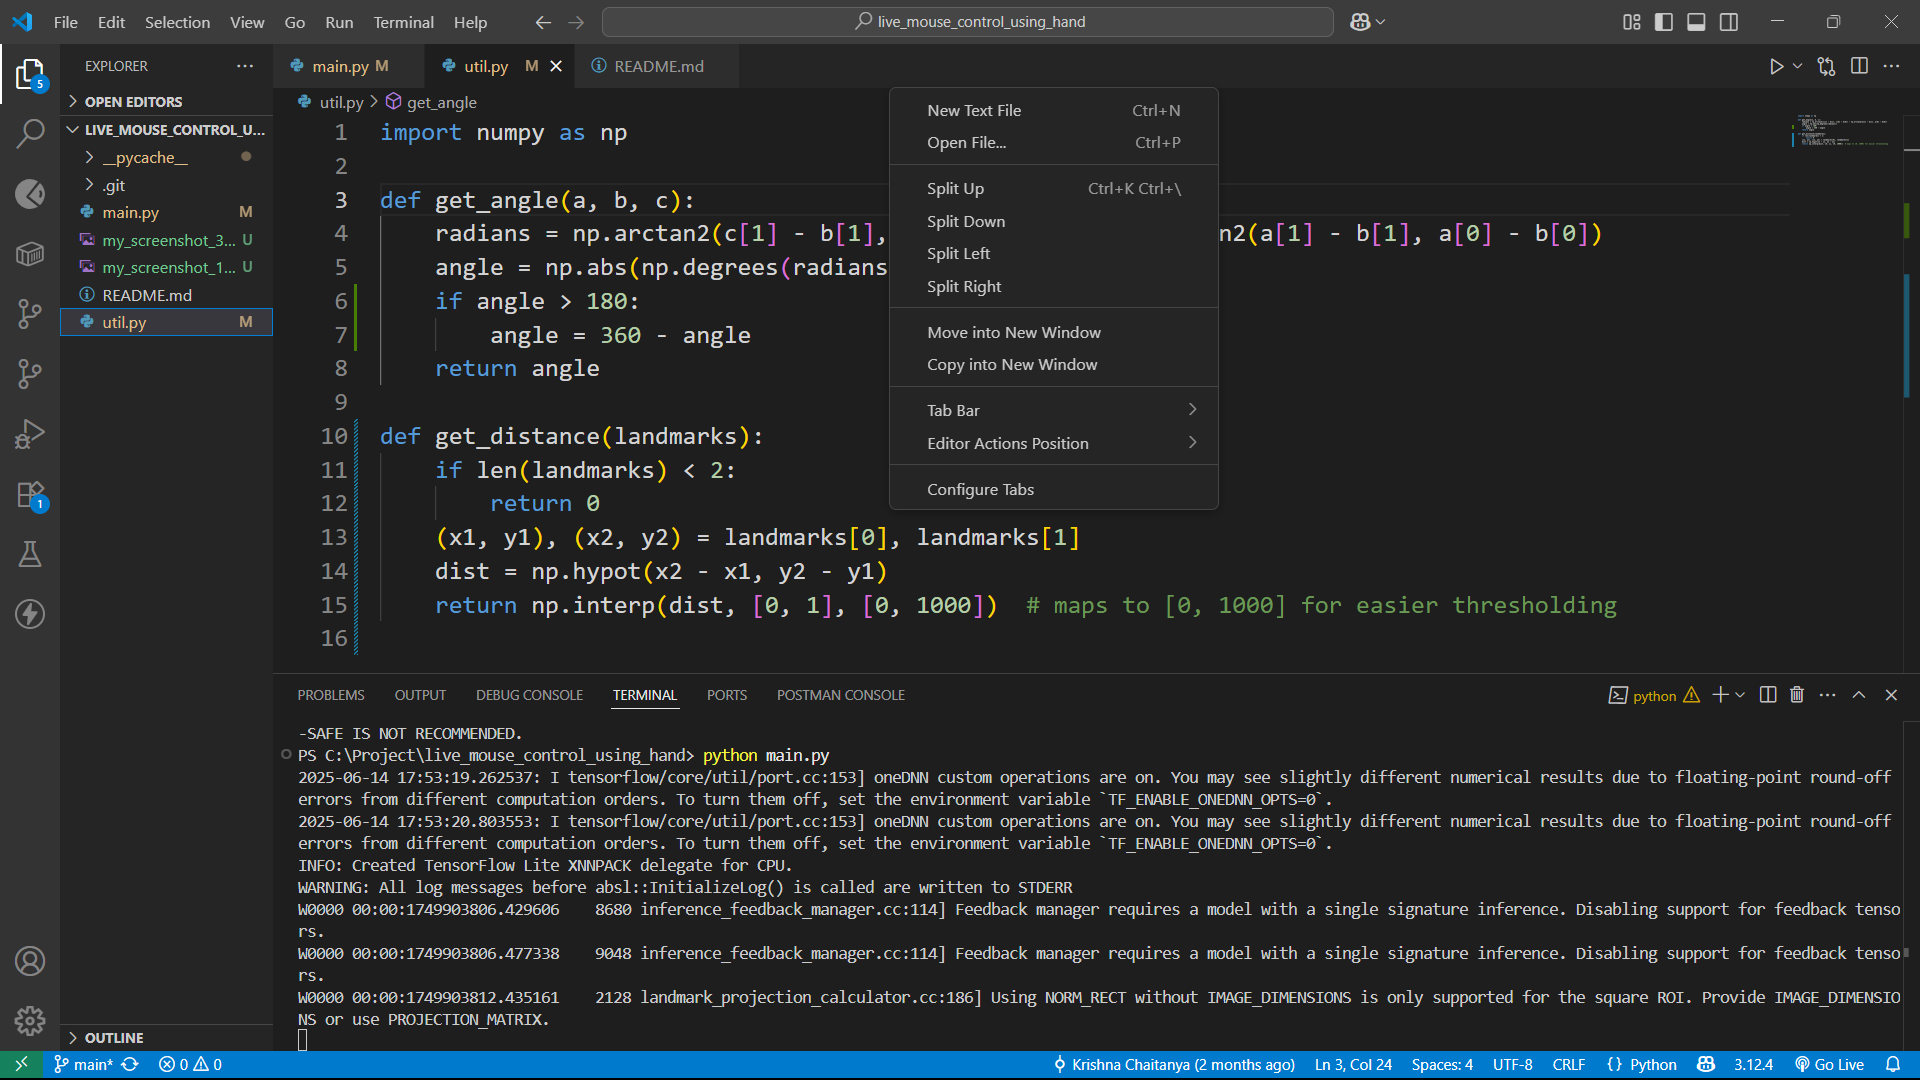 File Edit Selection View Go Run Terminal Help
live_mouse_control_using_hand
EXPLORER
OPEN EDITORS
LIVE_MOUSE_CONTROL_U...
__pycache__
.git
main.py M
my_screenshot_3... U
my_screenshot_1... U
README.md
util.py M
OUTLINE
5
1
main.py M
util.py M
README.md
util.py > get_angle
1 import numpy as np
2
3 def get_angle(a, b, c):
4 radians = np.arctan2(c[1] - b[1], n2(a[1] - b[1], a[0] - b[0])
5 angle = np.abs(np.degrees(radians
6 if angle > 180:
7 angle = 360 - angle
8 return angle
9
10 def get_distance(landmarks):
11 if len(landmarks) < 2:
12 return 0
13 (x1, y1), (x2, y2) = landmarks[0], landmarks[1]
14 dist = np.hypot(x2 - x1, y2 - y1)
15 return np.interp(dist, [0, 1], [0, 1000]) # maps to [0, 1000] for easier thresholding
16
New Text File Ctrl+N
Open File... Ctrl+P
Split Up Ctrl+K Ctrl+\
Split Down
Split Left
Split Right
Move into New Window
Copy into New Window
Tab Bar
Editor Actions Position
Configure Tabs
PROBLEMS OUTPUT DEBUG CONSOLE TERMINAL PORTS POSTMAN CONSOLE
python
-SAFE IS NOT RECOMMENDED.
PS C:\Project\live_mouse_control_using_hand> python main.py
2025-06-14 17:53:19.262537: I tensorflow/core/util/port.cc:153] oneDNN custom operations are on. You may see slightly different numerical results due to floating-point round-off
errors from different computation orders. To turn them off, set the environment variable `TF_ENABLE_ONEDNN_OPTS=0`.
2025-06-14 17:53:20.803553: I tensorflow/core/util/port.cc:153] oneDNN custom operations are on. You may see slightly different numerical results due to floating-point round-off
errors from different computation orders. To turn them off, set the environment variable `TF_ENABLE_ONEDNN_OPTS=0`.
INFO: Created TensorFlow Lite XNNPACK delegate for CPU.
WARNING: All log messages before absl::InitializeLog() is called are written to STDERR
W0000 00:00:1749903806.429606 8680 inference_feedback_manager.cc:114] Feedback manager requires a model with a single signature inference. Disabling support for feedback tenso
rs.
W0000 00:00:1749903806.477338 9048 inference_feedback_manager.cc:114] Feedback manager requires a model with a single signature inference. Disabling support for feedback tenso
rs.
W0000 00:00:1749903812.435161 2128 landmark_projection_calculator.cc:186] Using NORM_RECT without IMAGE_DIMENSIONS is only supported for the square ROI. Provide IMAGE_DIMENSIO
NS or use PROJECTION_MATRIX.
main* 0 0 Krishna Chaitanya (2 months ago) Ln 3, Col 24 Spaces: 4 UTF-8 CRLF {} Python 3.12.4 Go Live